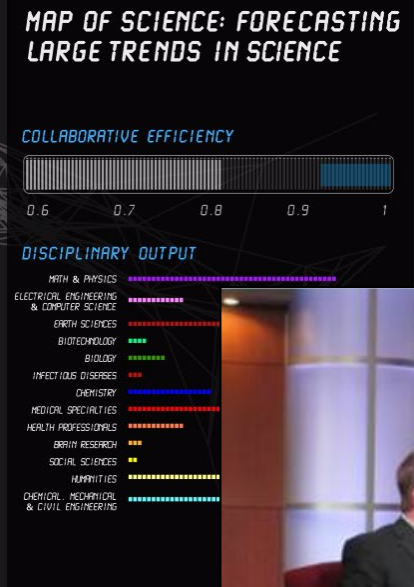 MAP OF SCIENCE: FORECASTING
LARGE TRENDS IN SCIENCE
COLLABORATIVE EFFICIENCY
0.6 0.7 0.8 0.9 1
DISCIPLINARY OUTPUT
MATH & PHYSICS
ELECTRICAL ENGINEERING
& COMPUTER SCIENCE
EARTH SCIENCES
BIOTECHNOLOGY
BIOLOGY
INFECTIOUS DISEASES
CHEMISTRY
MEDICAL SPECIALTIES
HEALTH PROFESSIONALS
BRAIN RESEARCH
SOCIAL SCIENCES
HUMANITIES
CHEMICAL, MECHANICAL
& CIVIL ENGINEERING